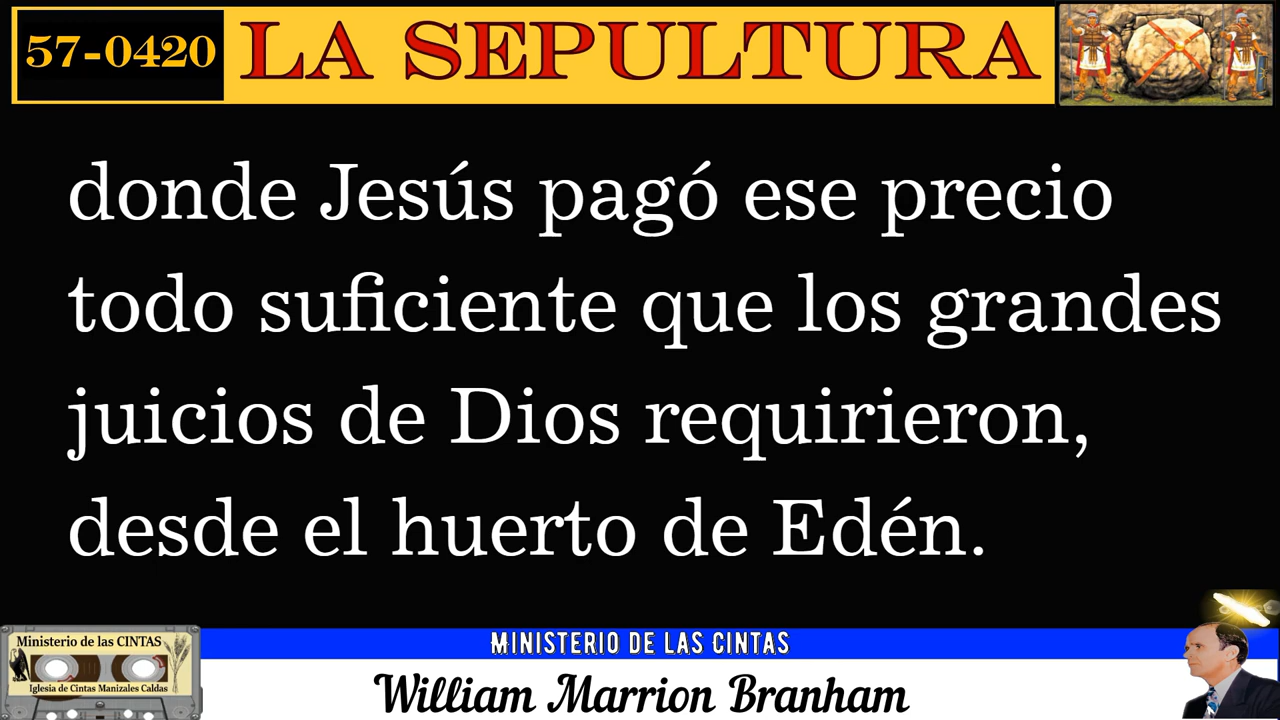 57-0420 LA SEPULTURA
donde Jesús pagó ese precio
todo suficiente que los grandes
juicios de Dios requirieron,
desde el huerto de Edén.
Ministerio de las CINTAS
Iglesia de Cintas Manizales Caldas
MINISTERIO DE LAS CINTAS
William Marrion Branham